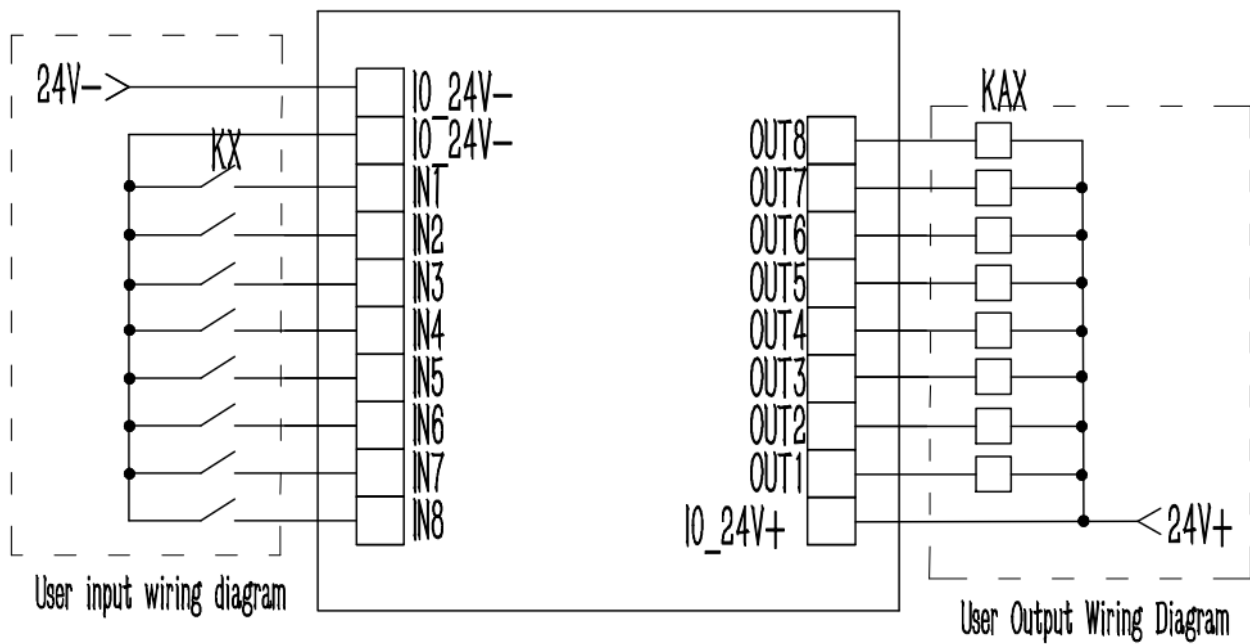 24V-
IO_24V-
IO_24V-
KX
IN1
IN2
IN3
IN4
IN5
IN6
IN7
IN8
User input wiring diagram
KAX
OUT8
OUT7
OUT6
OUT5
OUT4
OUT3
OUT2
OUT1
IO_24V+
24V+
User Output Wiring Diagram